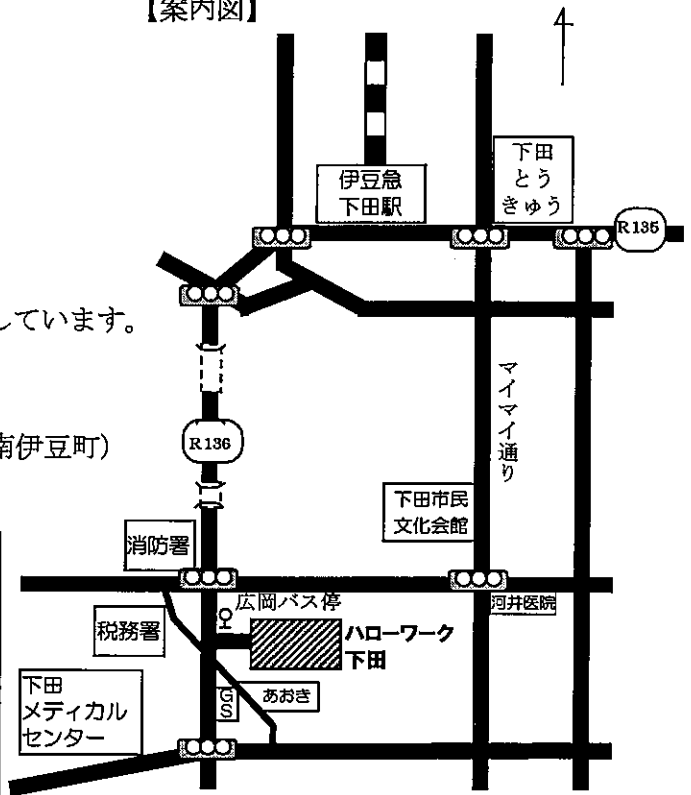 【案内図】
4
下田
とう
きゅう
伊豆急
下田駅
R135
しています。
マイマイ通り
R136
南伊豆町）
下田市民
文化会館
消防署
広岡バス停
河井医院
税務署
ハローワーク
下田
下田
メディカル
センター
GS
あおき